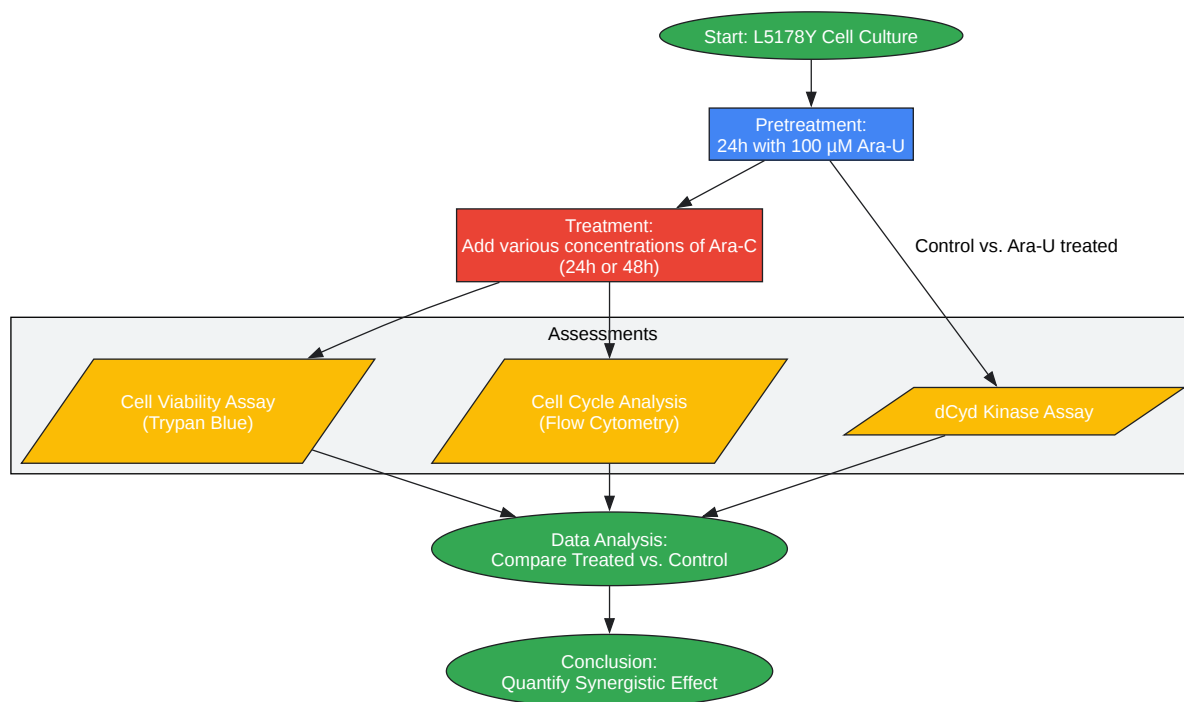 Start: L5178Y Cell Culture
Pretreatment:
24h with 100 µM Ara-U
Treatment:
Add various concentrations of Ara-C
(24h or 48h)
Control vs. Ara-U treated
Assessments
Cell Viability Assay
(Trypan Blue)
Cell Cycle Analysis
(Flow Cytometry)
dCyd Kinase Assay
Data Analysis:
Compare Treated vs. Control
Conclusion:
Quantify Synergistic Effect